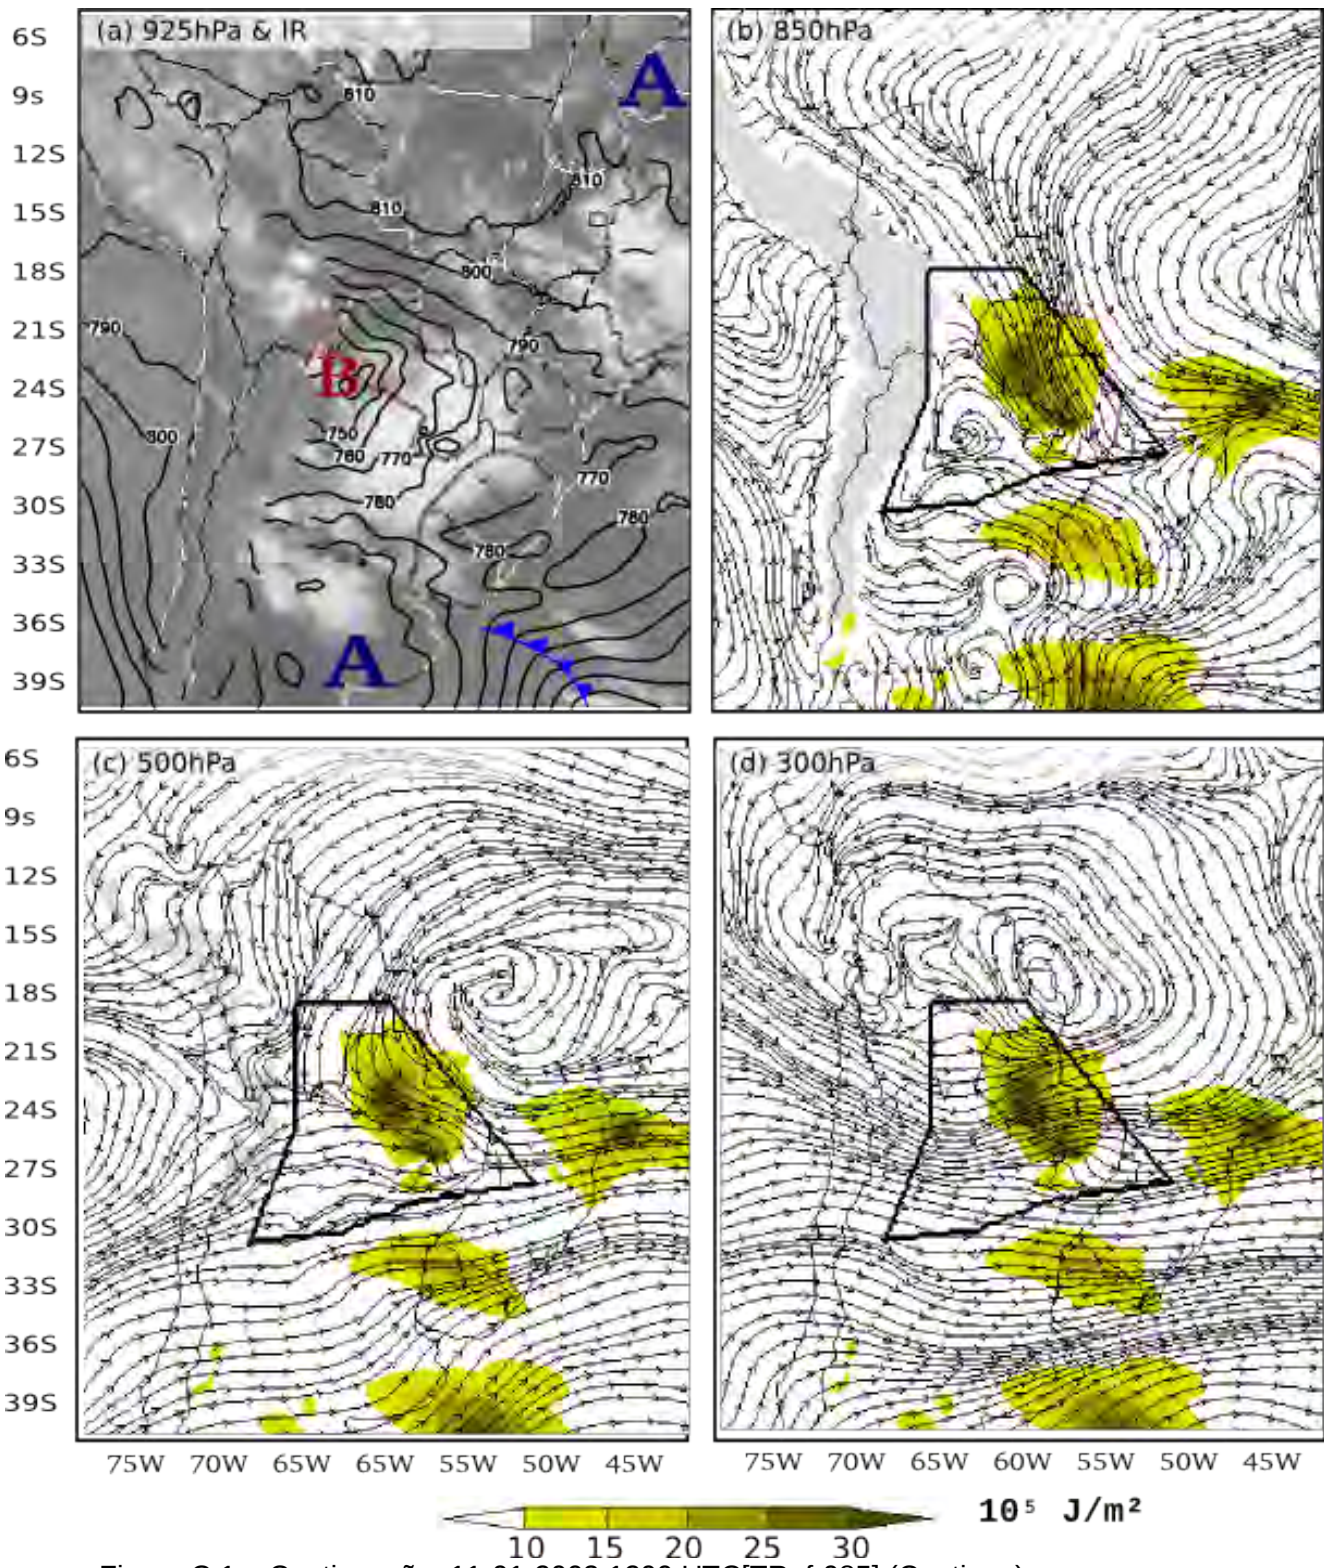 (a) 925hPa & IR
(b) 850hPa
6S
9s
12S
15S
18S
21S
24S
27S
30S
33S
36S
39S
A
810
810
810
800
790
790
B
800
750
760
770
770
780
780
780
A
(c) 500hPa
(d) 300hPa
6S
9s
12S
15S
18S
21S
24S
27S
30S
33S
36S
39S
75W 70W 65W 65W 55W 50W 45W
75W 70W 65W 60W 55W 50W 45W
10⁵ J/m²
10 15 20 25 30